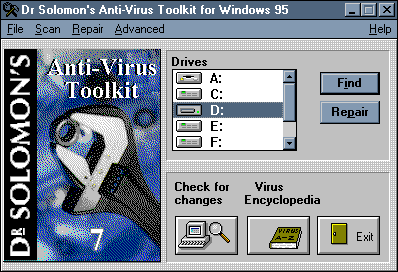 Dr Solomon's Anti-Virus Toolkit for Windows 95
File Scan Repair Advanced Help
DR SOLOMON'S
Anti-Virus
Toolkit
7
Drives
A:
C:
D:
E:
F:
Find
Repair
Check for
changes
Virus
Encyclopedia
VIRUS
A-Z
Exit